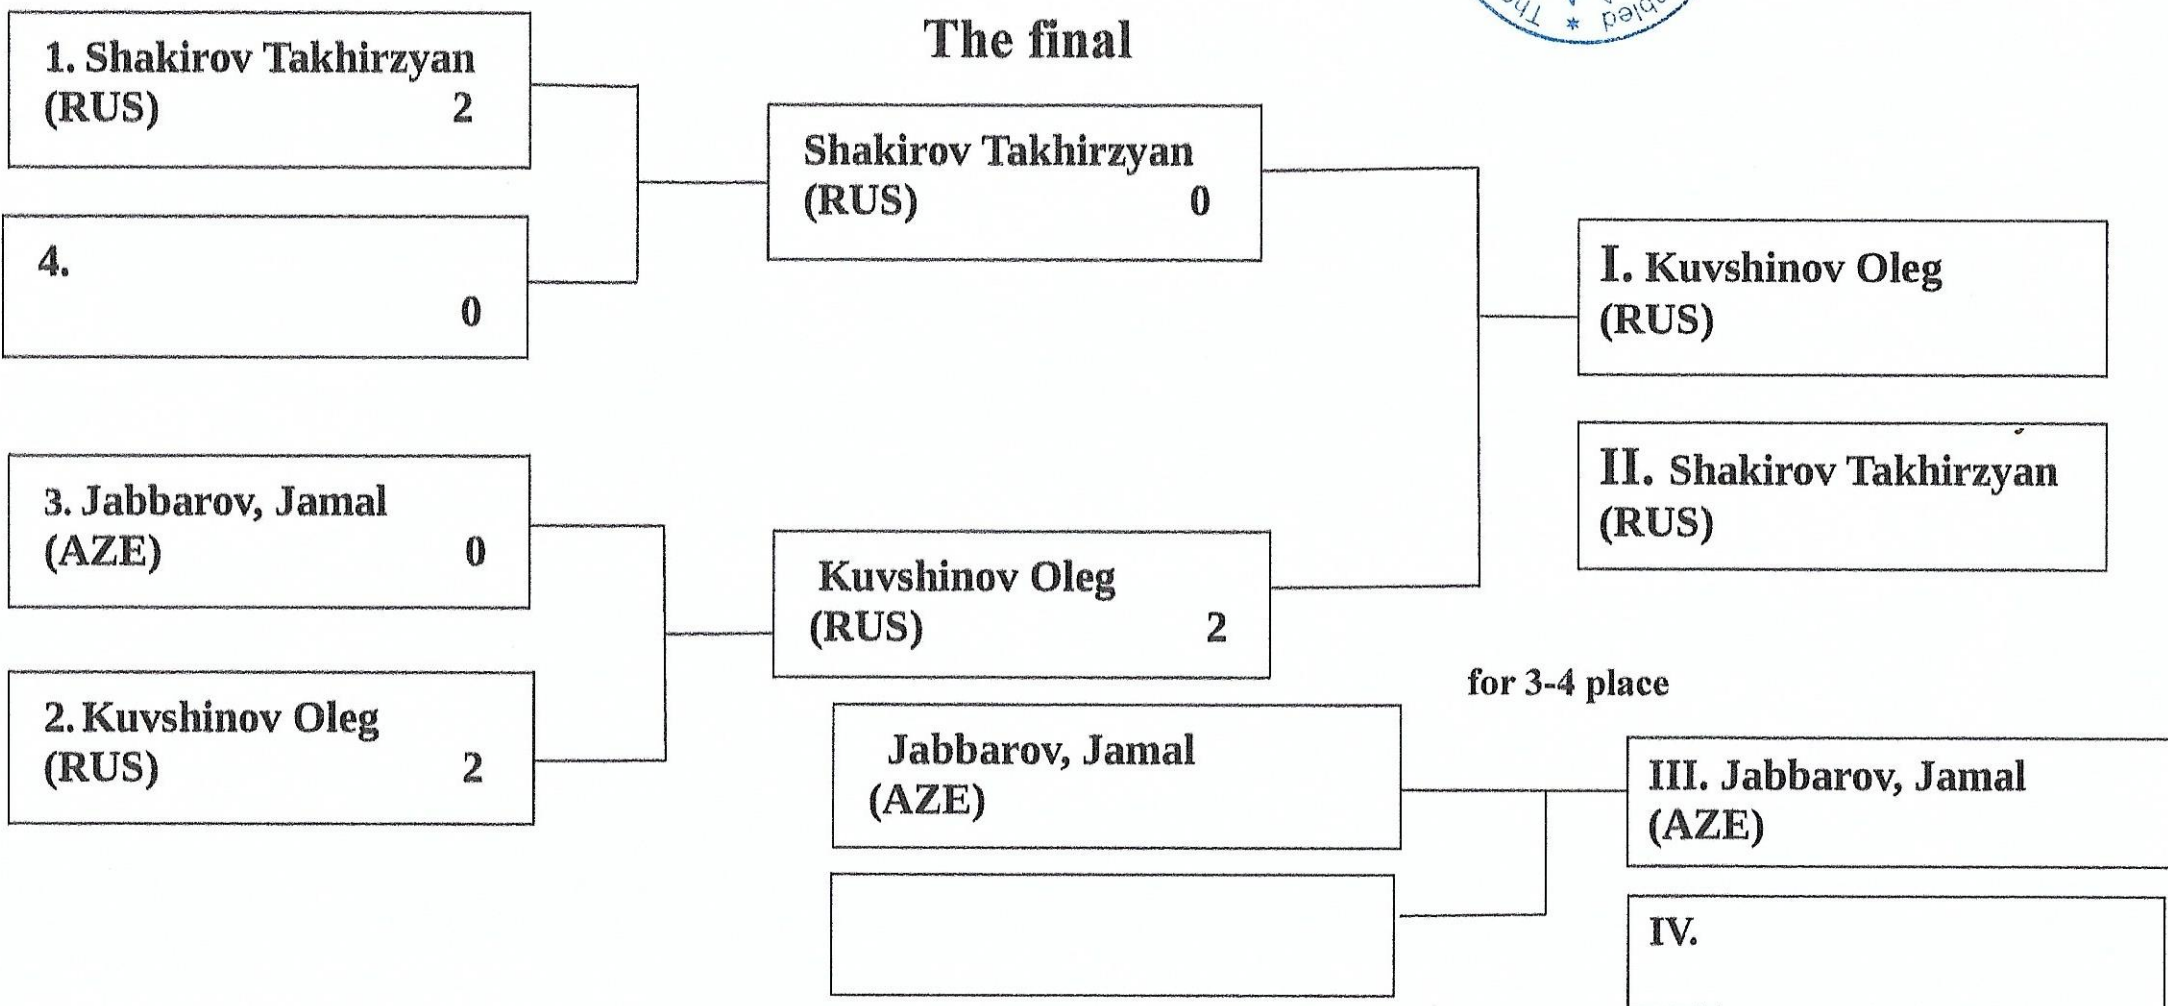 The final
1. Shakirov Takhirzyan
(RUS) 2
4.
0
3. Jabbarov, Jamal
(AZE) 0
2. Kuvshinov Oleg
(RUS) 2
Shakirov Takhirzyan
(RUS) 0
Kuvshinov Oleg
(RUS) 2
I. Kuvshinov Oleg
(RUS)
II. Shakirov Takhirzyan
(RUS)
for 3-4 place
Jabbarov, Jamal
(AZE)
III. Jabbarov, Jamal
(AZE)
IV.